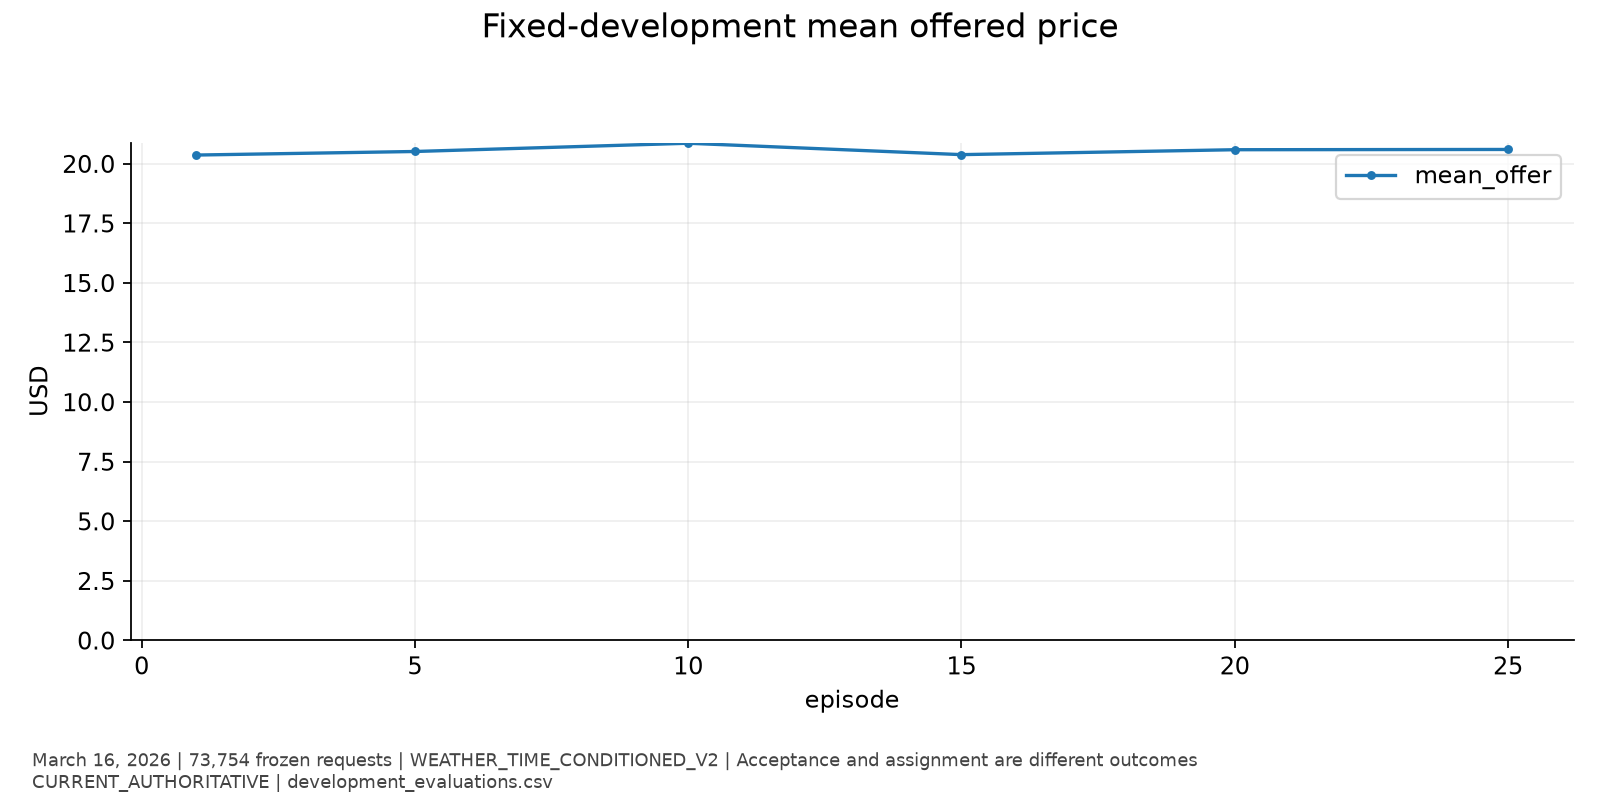 Fixed-development mean offered price
20.0
17.5
15.0
12.5
10.0
7.5
5.0
2.5
0.0
USD
mean_offer
0 5 10 15 20 25
episode
March 16, 2026 | 73,754 frozen requests | WEATHER_TIME_CONDITIONED_V2 | Acceptance and assignment are different outcomes
CURRENT_AUTHORITATIVE | development_evaluations.csv